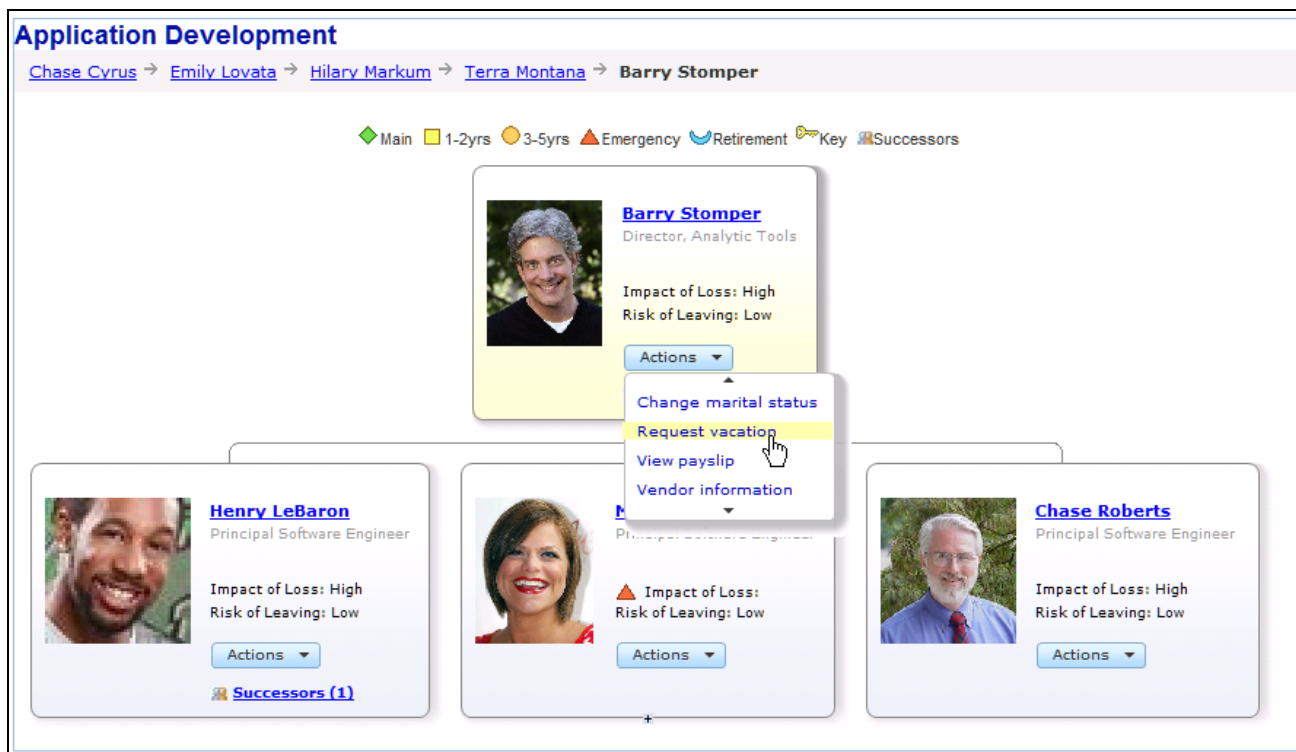 Application Development
Chase Cyrus → Emily Lovata → Hilary Markum → Terra Montana → Barry Stomper
Main 1-2yrs 3-5yrs Emergency Retirement Key Successors
Barry Stomper
Director, Analytic Tools
Impact of Loss: High
Risk of Leaving: Low
Actions
Change marital status
Request vacation
View payslip
Vendor information
Henry LeBaron
Principal Software Engineer
Impact of Loss: High
Risk of Leaving: Low
Actions
Successors (1)
Impact of Loss:
Risk of Leaving: Low
Actions
Chase Roberts
Principal Software Engineer
Impact of Loss: High
Risk of Leaving: Low
Actions